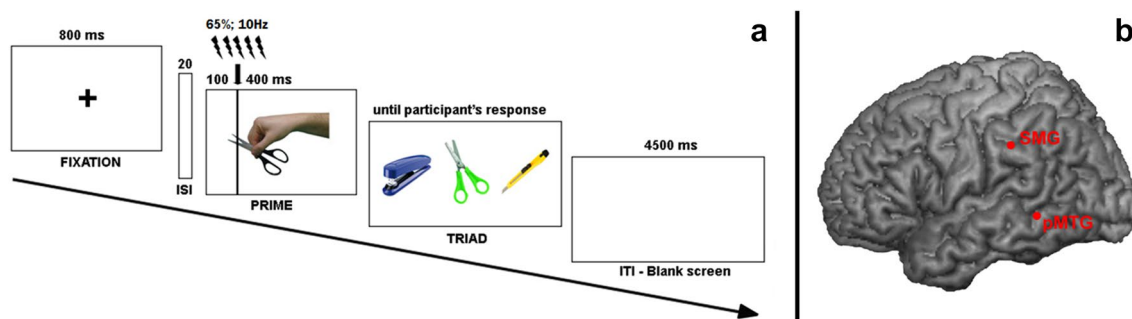 65%; 10Hz
a
b
800 ms
20
100
400 ms
until participant's response
4500 ms
FIXATION
ISI
PRIME
TRIAD
ITI - Blank screen
SMG
pMTG